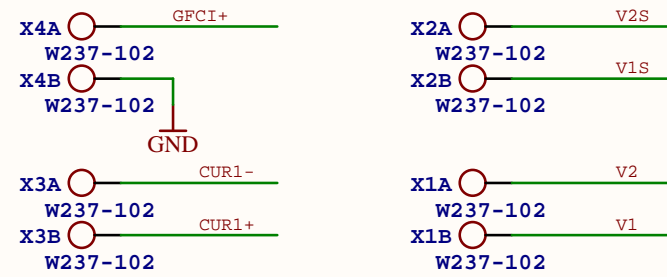 X4A GFCI+
W237-102
X4B
W237-102
GND
X3A CUR1-
W237-102
X3B CUR1+
W237-102
X2A V2S
W237-102
X2B V1S
W237-102
X1A V2
W237-102
X1B V1
W237-102